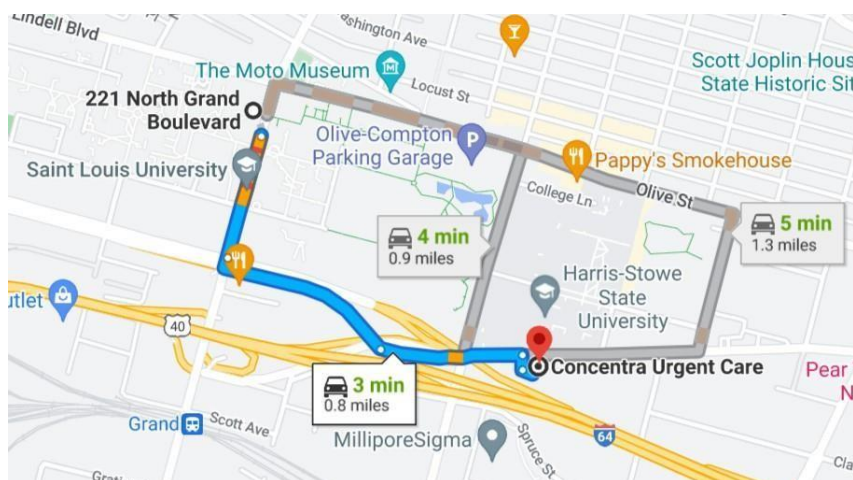 Lindell Blvd
Washington Ave
The Moto Museum
Locust St
Scott Joplin Hous
State Historic Sit
221 North Grand
Boulevard
Olive-Compton
Parking Garage
Saint Louis University
Pappy's Smokehouse
College Ln
Olive St
4 min
0.9 miles
5 min
1.3 miles
Harris-Stowe
State
University
utlet
40
3 min
0.8 miles
Concentra Urgent Care
Pear
N
Grand
Scott Ave
MilliporeSigma
Spruce St
64
Cla
Grati